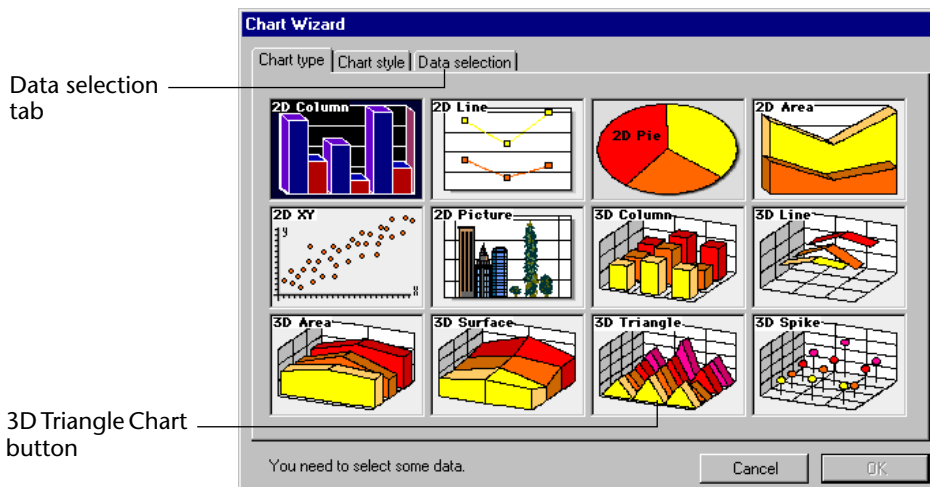 Chart Wizard
Chart type
Chart style
Data selection
Data selection
tab
2D Column
2D Line
2D Pie
2D Area
2D XY
y
x
2D Picture
3D Column
3D Line
3D Area
3D Surface
3D Triangle
3D Spike
3D Triangle Chart
button
You need to select some data.
Cancel
OK